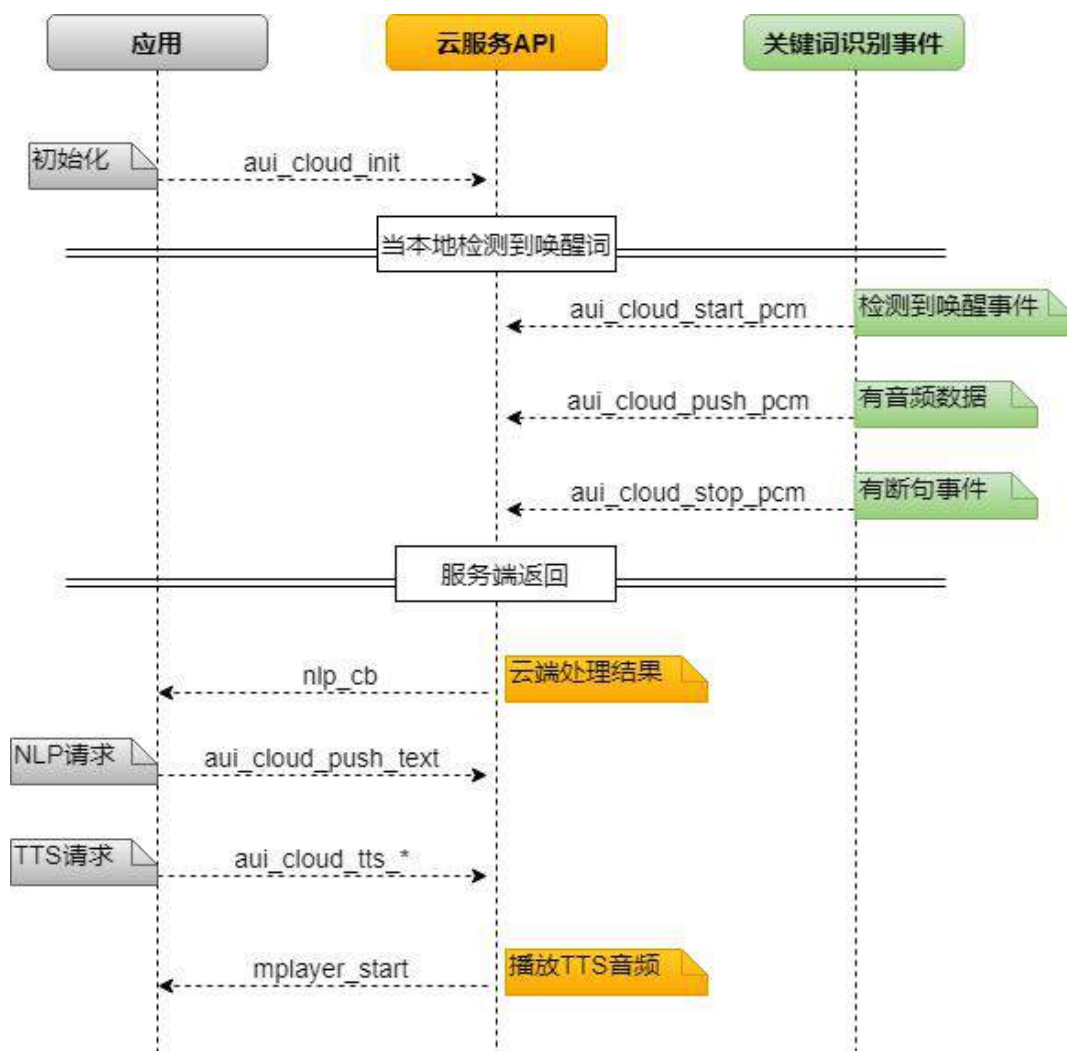 应用
云服务API
关键词识别事件
初始化
aui_cloud_init
当本地检测到唤醒词
aui_cloud_start_pcm
检测到唤醒事件
aui_cloud_push_pcm
有音频数据
aui_cloud_stop_pcm
有断句事件
服务端返回
nlp_cb
云端处理结果
NLP请求
aui_cloud_push_text
TTS请求
aui_cloud_tts_*
mplayer_start
播放TTS音频